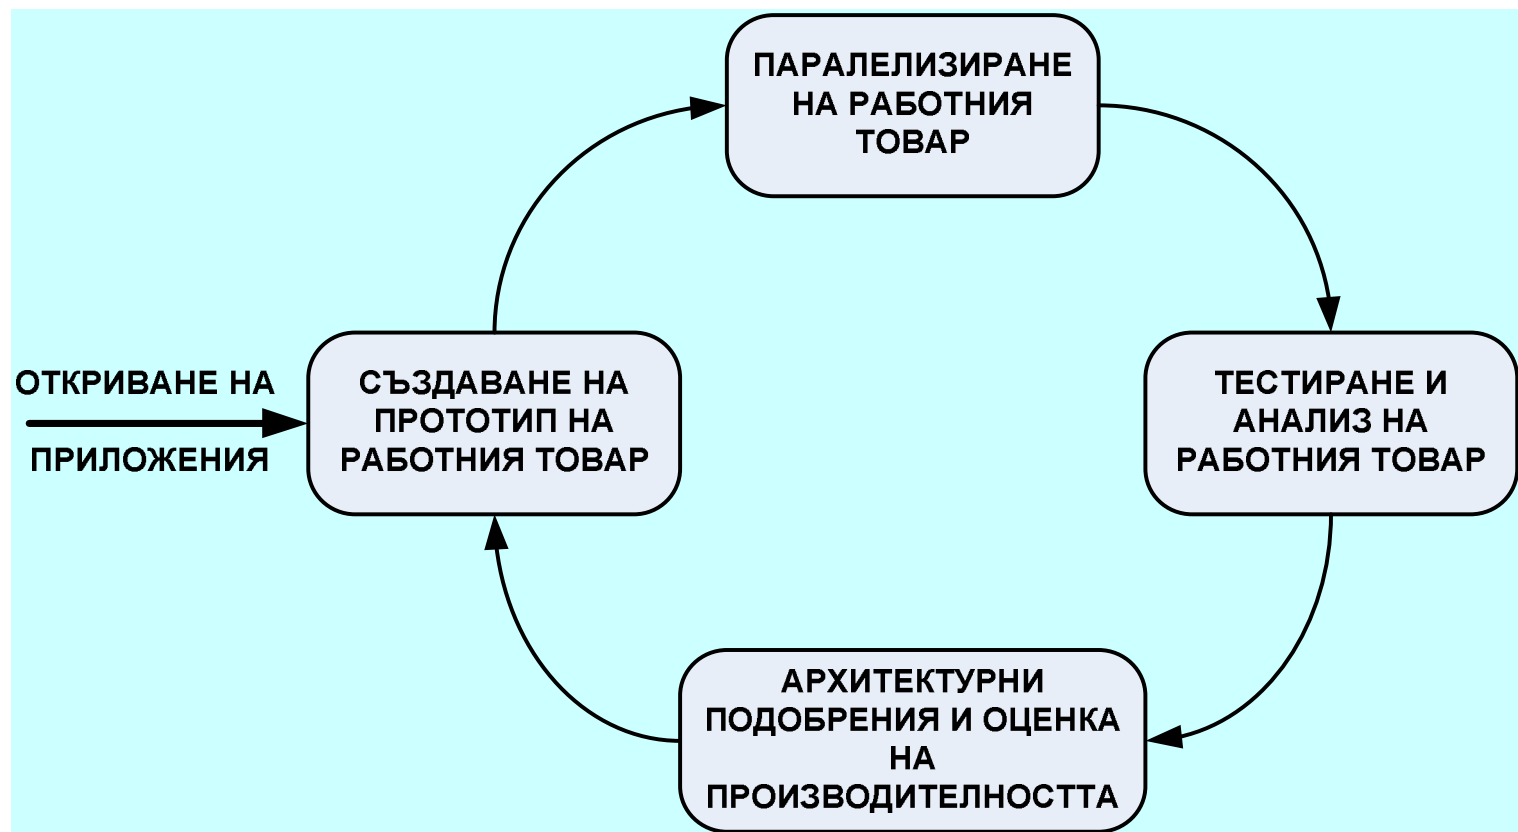 ПАРАЛЕЛИЗИРАНЕ
НА РАБОТНИЯ
ТОВАР
ОТКРИВАНЕ НА
ПРИЛОЖЕНИЯ
СЪЗДАВАНЕ НА
ПРОТОТИП НА
РАБОТНИЯ ТОВАР
ТЕСТИРАНЕ И
АНАЛИЗ НА
РАБОТНИЯ ТОВАР
АРХИТЕКТУРНИ
ПОДОБРЕНИЯ И ОЦЕНКА
НА
ПРОИЗВОДИТЕЛНОСТТА